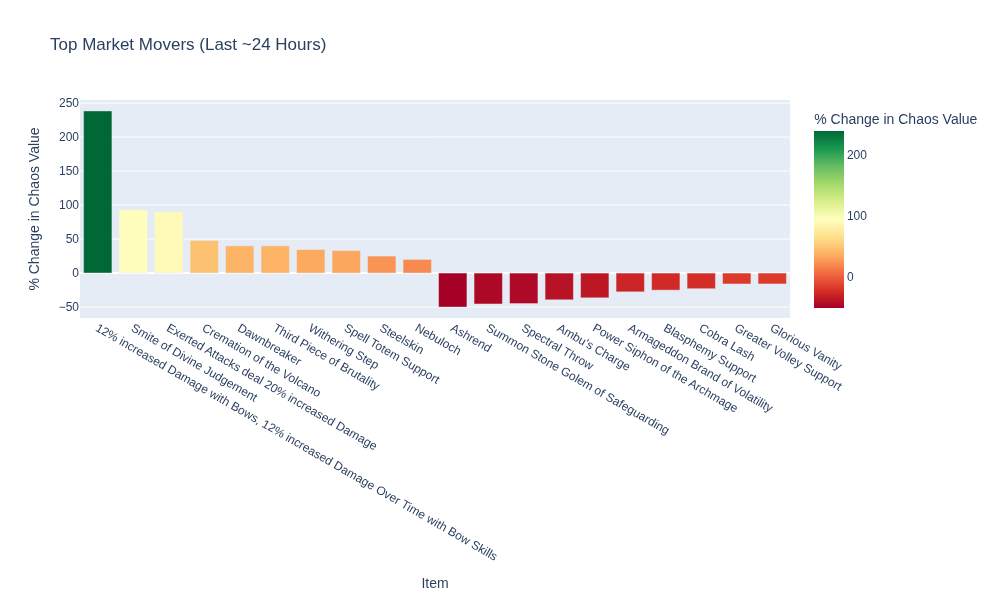 Top Market Movers (Last ~24 Hours)
% Change in Chaos Value
250
200
150
100
50
0
−50
12% increased Damage with Bows, 12% increased Damage Over Time with Bow Skills
Smite of Divine Judgement
Exerted Attacks deal 20% increased Damage
Cremation of the Volcano
Dawnbreaker
Third Piece of Brutality
Withering Step
Spell Totem Support
Steelskin
Nebuloch
Ashrend
Summon Stone Golem of Safeguarding
Spectral Throw
Ambu's Charge
Power Siphon of the Archmage
Armageddon Brand of Volatility
Blasphemy Support
Cobra Lash
Greater Volley Support
Glorious Vanity
Item
% Change in Chaos Value
200
100
0